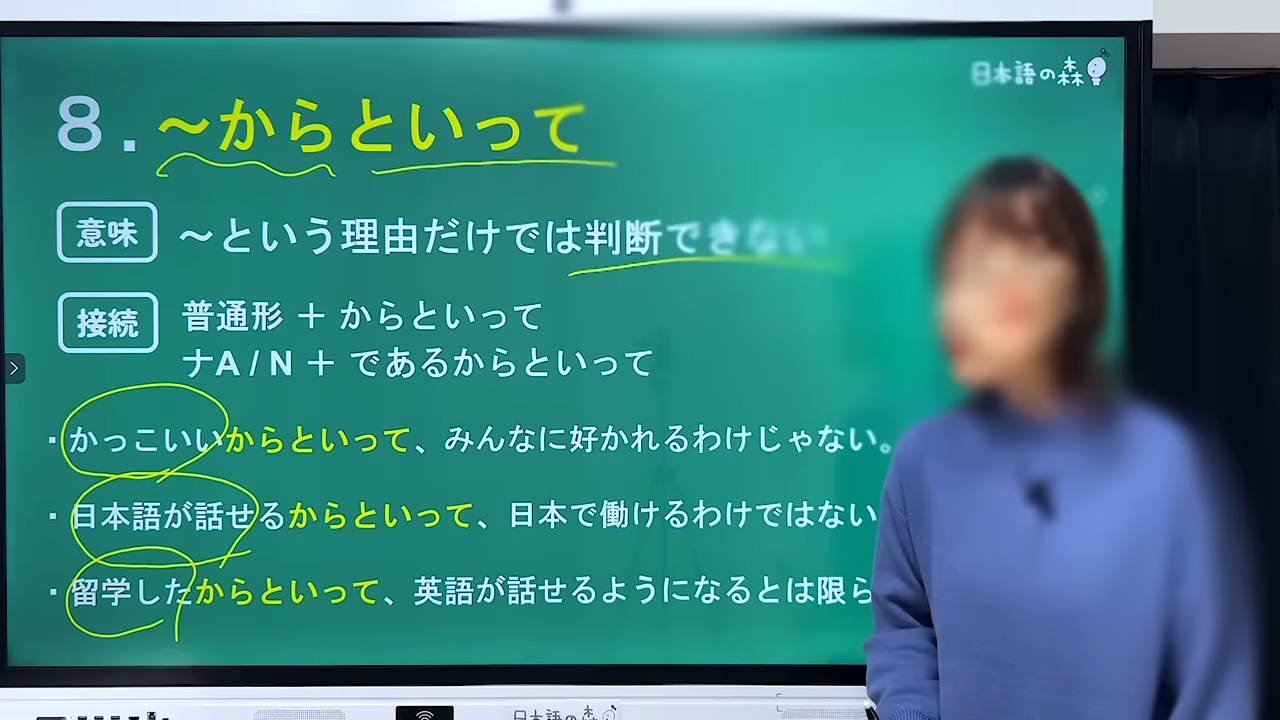 日本語の森
8.～からといって
意味 ～という理由だけでは判断できない
接続 普通形 ＋ からといって
ナA / N ＋ であるからといって
・かっこいいからといって、みんなに好かれるわけじゃない。
・日本語が話せるからといって、日本で働けるわけではない
・留学したからといって、英語が話せるようになるとは限ら
日本語の森